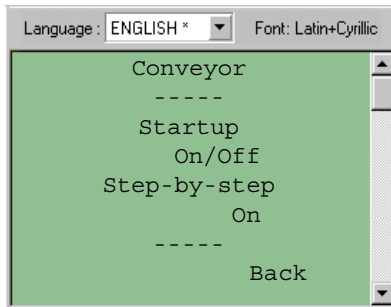 Language : ENGLISH * Font: Latin+Cyrillic
Conveyor
-----
Startup
On/Off
Step-by-step
On
-----
Back